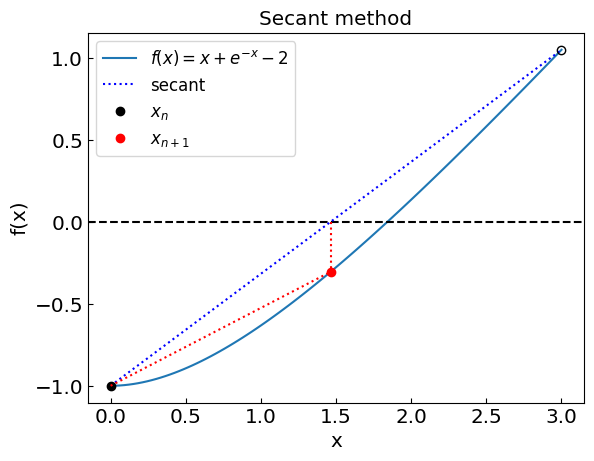 Secant method
f(x) = x + e^{-x} − 2
secant
x_n
x_{n+1}
f(x)
1.0
0.5
0.0
−0.5
−1.0
0.0 0.5 1.0 1.5 2.0 2.5 3.0
x